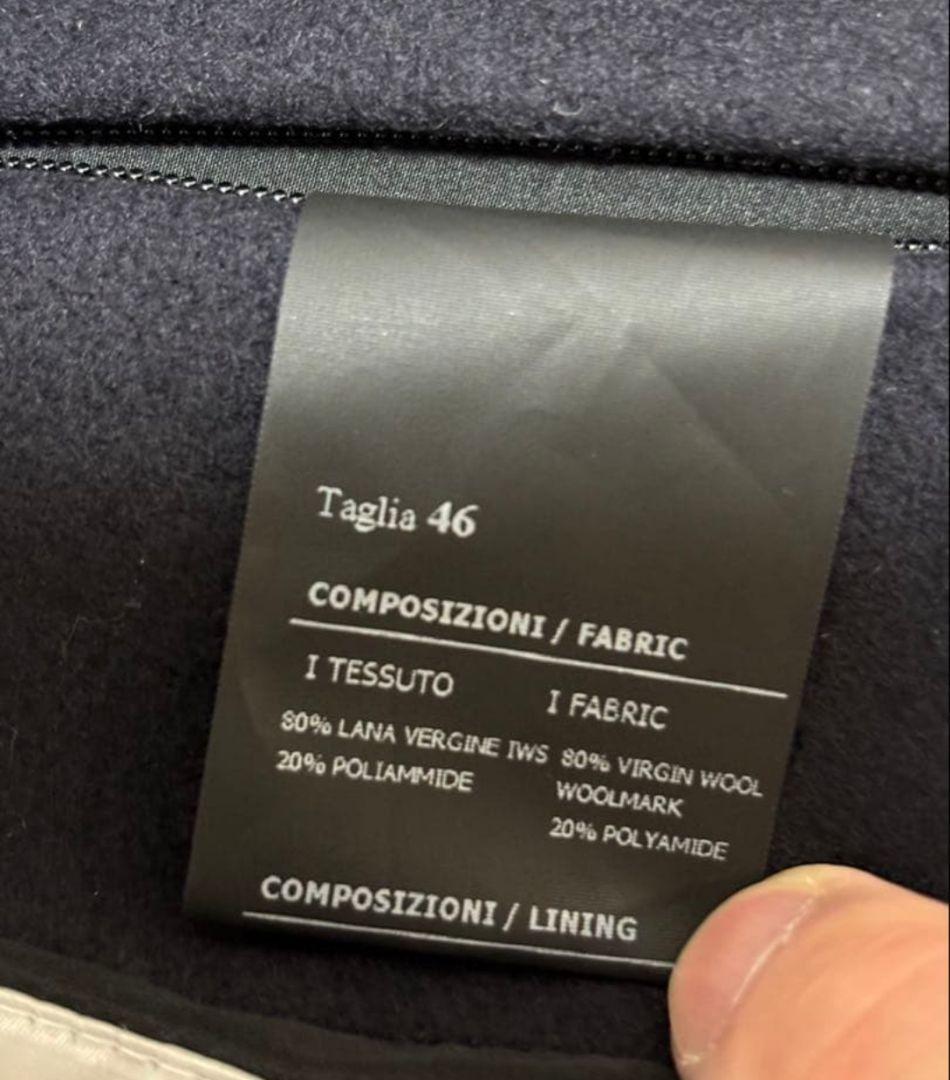 Taglia 46
COMPOSIZIONI / FABRIC
I TESSUTO
80% LANA VERGINE IWS
20% POLIAMMIDE
I FABRIC
80% VIRGIN WOOL
WOOLMARK
20% POLYAMIDE
COMPOSIZIONI / LINING